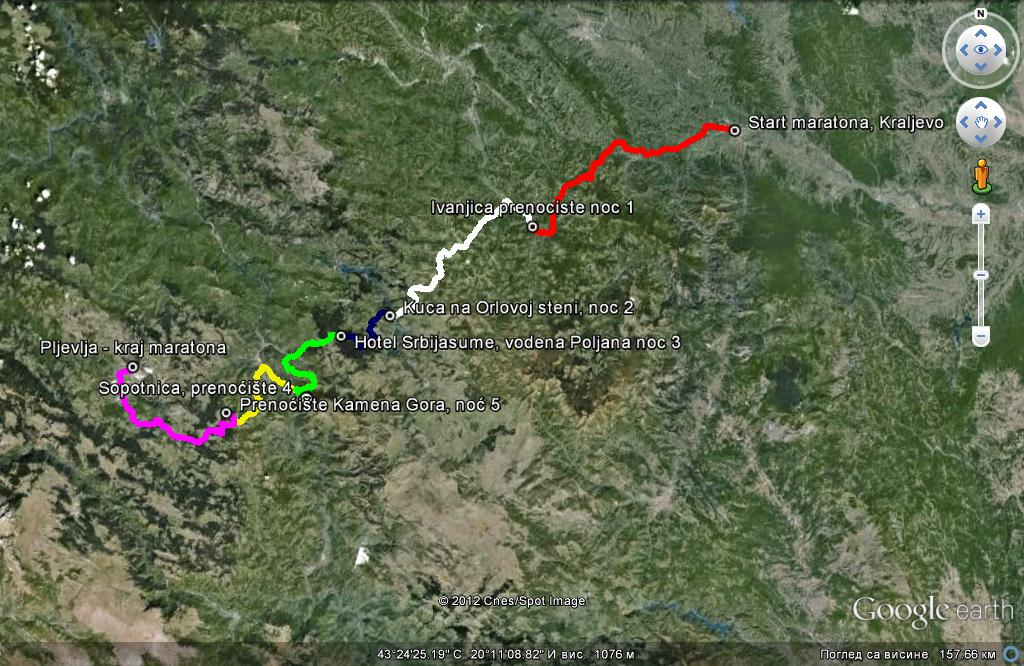 N
Start maratona, Kraljevo
Ivanjica prenociste noc 1
Kuca na Orlovoj steni, noc 2
Hotel Srbijasume, vodena Poljana noc 3
Pljevlja - kraj maratona
Sopotnica, prenoćište 4
Prenoćište Kamena Gora, noć 5
© 2012 Cnes/Spot Image
Google earth
43°24'25.19" С. 20°11'08.82" И вис. 1076 м
Поглед са висине 157.66 км